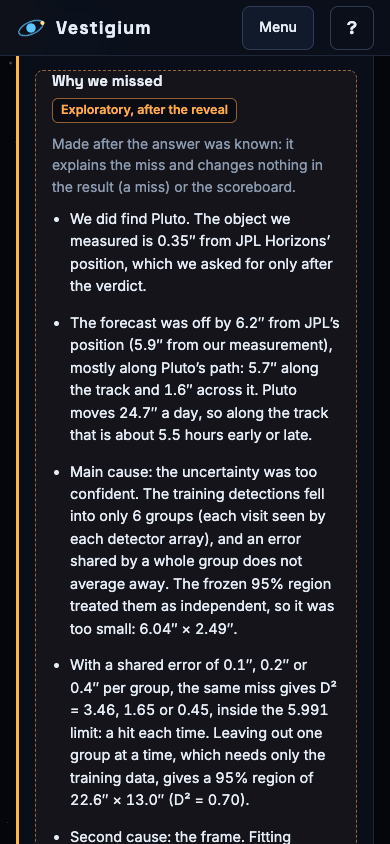 Vestigium
Menu
?
Why we missed
Exploratory, after the reveal
Made after the answer was known: it
explains the miss and changes nothing in
the result (a miss) or the scoreboard.
• We did find Pluto. The object we
measured is 0.35″ from JPL Horizons’
position, which we asked for only after
the verdict.
• The forecast was off by 6.2″ from JPL’s
position (5.9″ from our measurement),
mostly along Pluto’s path: 5.7″ along
the track and 1.6″ across it. Pluto
moves 24.7″ a day, so along the track
that is about 5.5 hours early or late.
• Main cause: the uncertainty was too
confident. The training detections fell
into only 6 groups (each visit seen by
each detector array), and an error
shared by a whole group does not
average away. The frozen 95% region
treated them as independent, so it was
too small: 6.04″ × 2.49″.
• With a shared error of 0.1″, 0.2″ or
0.4″ per group, the same miss gives D²
= 3.46, 1.65 or 0.45, inside the 5.991
limit: a hit each time. Leaving out one
group at a time, which needs only the
training data, gives a 95% region of
22.6″ × 13.0″ (D² = 0.70).
• Second cause: the frame. Fitting